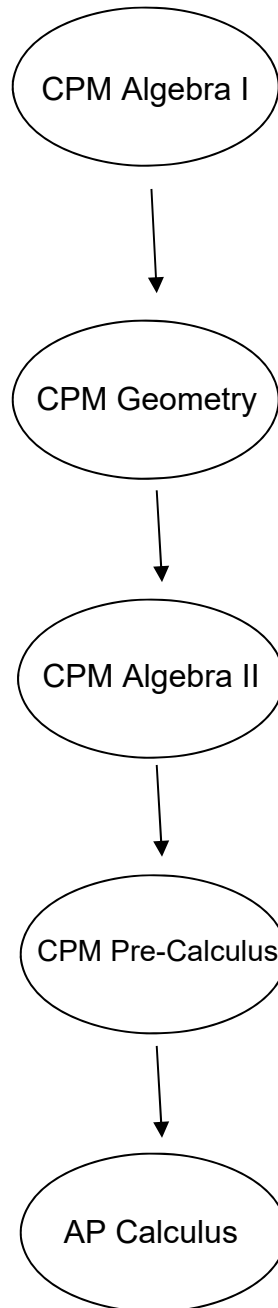 CPM Algebra I
CPM Geometry
CPM Algebra II
CPM Pre-Calculus
AP Calculus